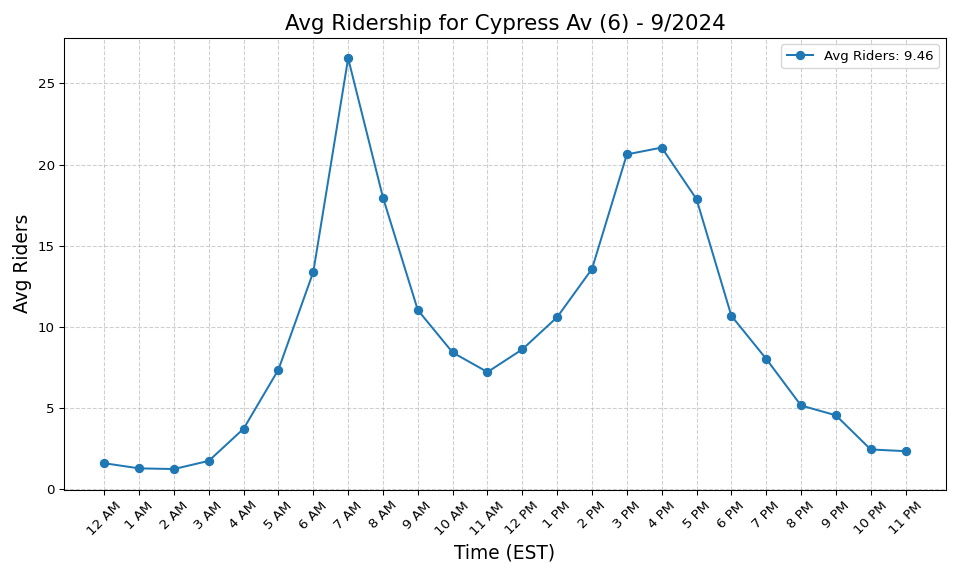 Avg Ridership for Cypress Av (6) - 9/2024
Avg Riders: 9.46
Avg Riders
25
20
15
10
5
0
12 AM
1 AM
2 AM
3 AM
4 AM
5 AM
6 AM
7 AM
8 AM
9 AM
10 AM
11 AM
12 PM
1 PM
2 PM
3 PM
4 PM
5 PM
6 PM
7 PM
8 PM
9 PM
10 PM
11 PM
Time (EST)